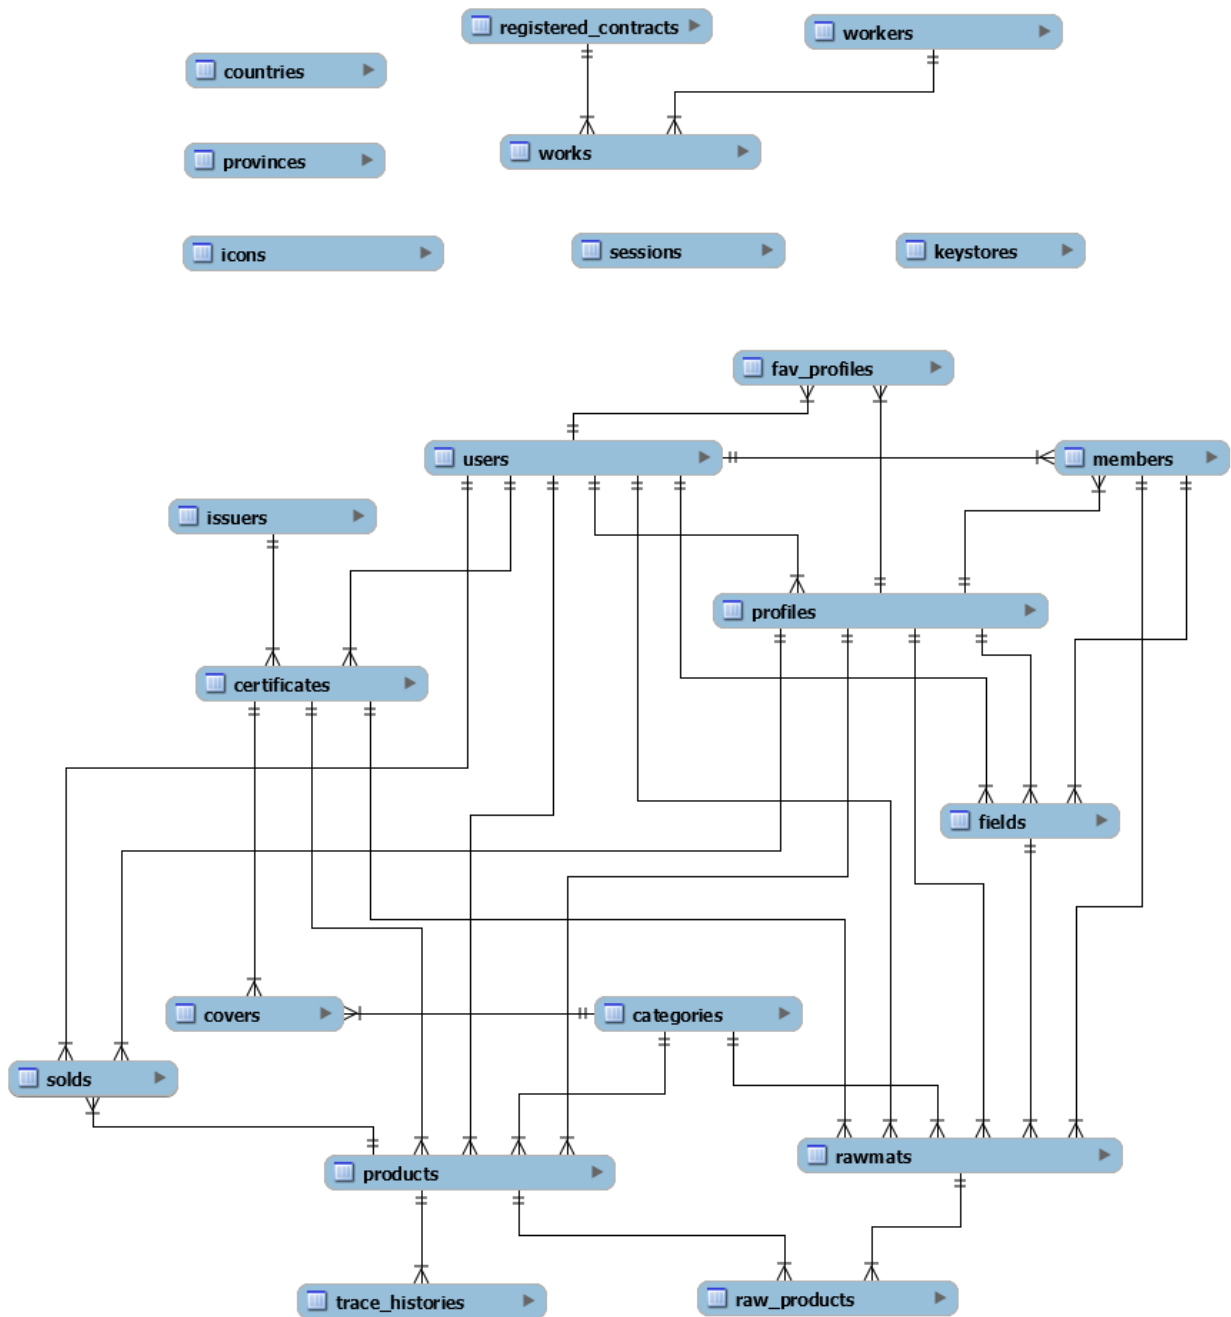 registered_contracts
workers
countries
works
provinces
icons
sessions
keystores
fav_profiles
users
members
issuers
profiles
certificates
fields
covers
categories
solds
products
rawmats
trace_histories
raw_products